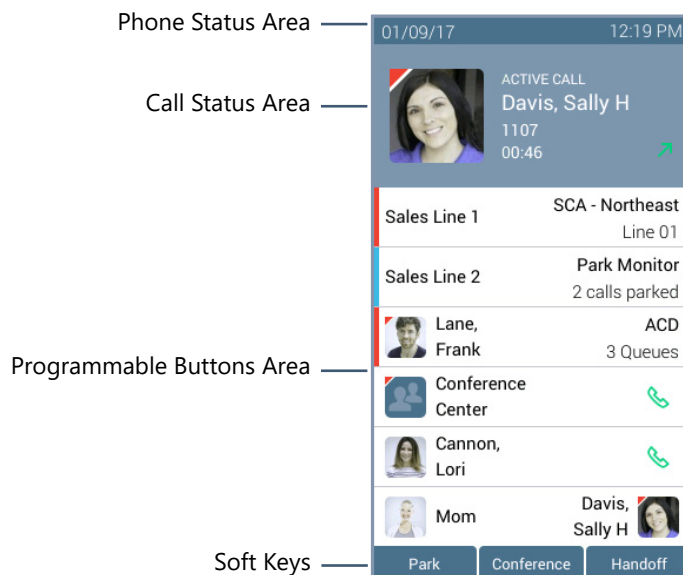 Phone Status Area
01/09/17 12:19 PM
Call Status Area
ACTIVE CALL
Davis, Sally H
1107
00:46
Sales Line 1
SCA - Northeast
Line 01
Sales Line 2
Park Monitor
2 calls parked
Lane,
Frank
ACD
3 Queues
Programmable Buttons Area
Conference
Center
Cannon,
Lori
Mom
Davis,
Sally H
Soft Keys
Park Conference Handoff